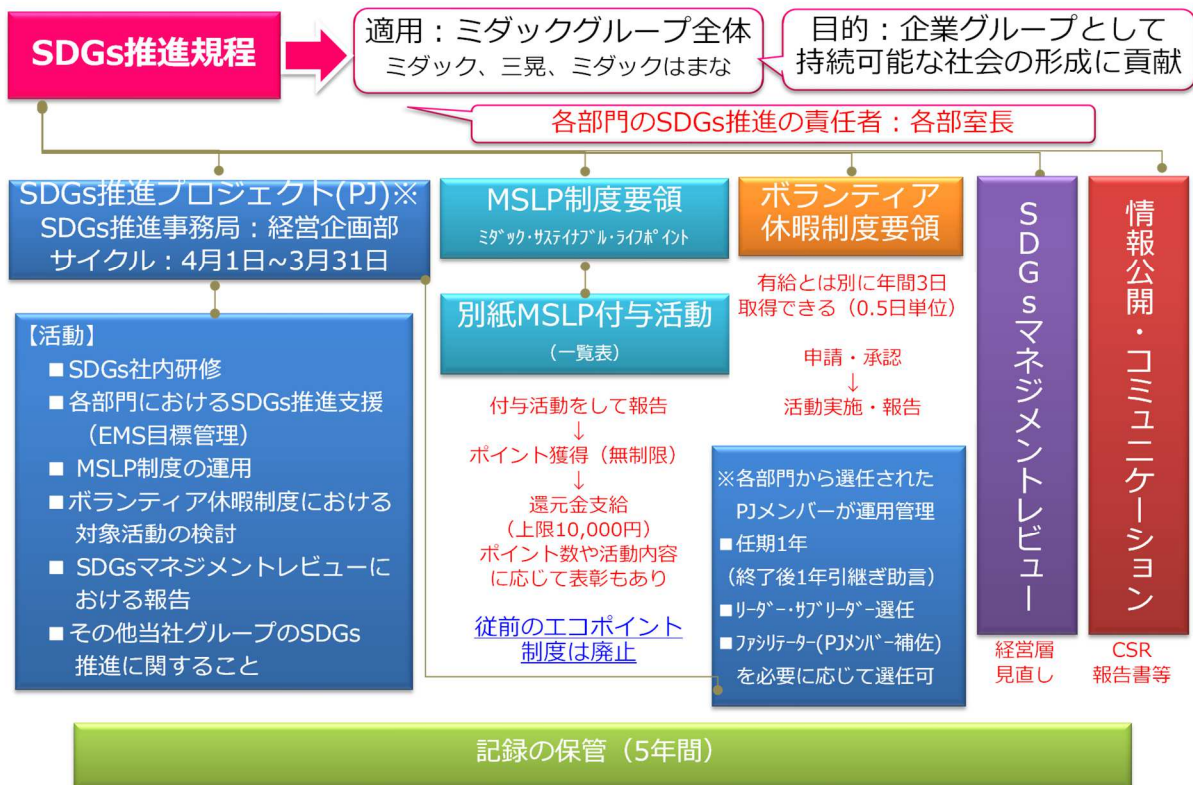 SDGs推進規程
適用：ミダックグループ全体
ミダック、三晃、ミダックはまな
目的：企業グループとして
持続可能な社会の形成に貢献
各部門のSDGs推進の責任者：各部室長
SDGs推進プロジェクト(PJ)※
SDGs推進事務局：経営企画部
サイクル：4月1日~3月31日
【活動】
■SDGs社内研修
■各部門におけるSDGs推進支援
（EMS目標管理）
■ MSLP制度の運用
■ボランティア休暇制度における
対象活動の検討
■ SDGsマネジメントレビューに
おける報告
■その他当社グループのSDGs
推進に関すること
MSLP制度要領
ﾐﾀﾞｯｸ･ｻｽﾃｲﾅﾌﾞﾙ･ﾗｲﾌﾎﾟｲﾝﾄ
別紙MSLP付与活動
（一覧表）
付与活動をして報告
↓
ポイント獲得（無制限）
↓
還元金支給
（上限10,000円）
ポイント数や活動内容
に応じて表彰もあり
従前のエコポイント
制度は廃止
ボランティア
休暇制度要領
有給とは別に年間3日
取得できる（0.5日単位）
申請・承認
↓
活動実施・報告
※各部門から選任された
PJメンバーが運用管理
■任期1年
（終了後1年引継ぎ助言）
■ﾘｰﾀﾞｰ･ｻﾌﾞﾘｰﾀﾞｰ選任
■ﾌｧｼﾘﾃｰﾀｰ(PJﾒﾝﾊﾞｰ補佐)
を必要に応じて選任可
SDGsマネジメントレビュー
経営層
見直し
情報公開・コミュニケーション
CSR
報告書等
記録の保管（5年間）